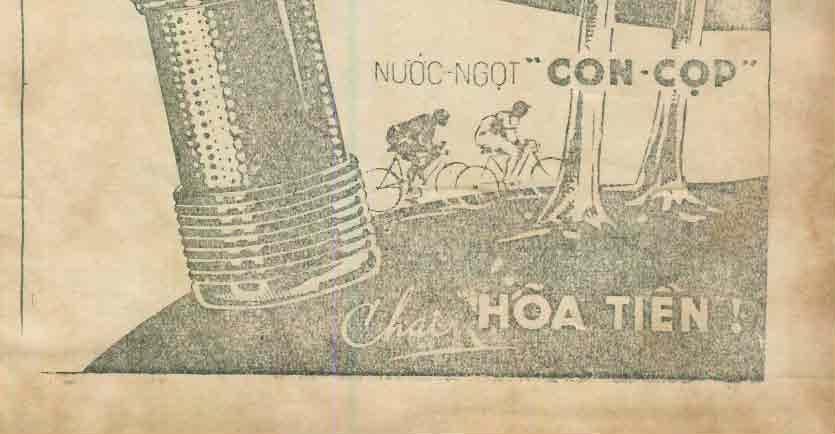 NƯỚC-NGỌT "CON-CỌP"
Chai HỎA TIỄN !